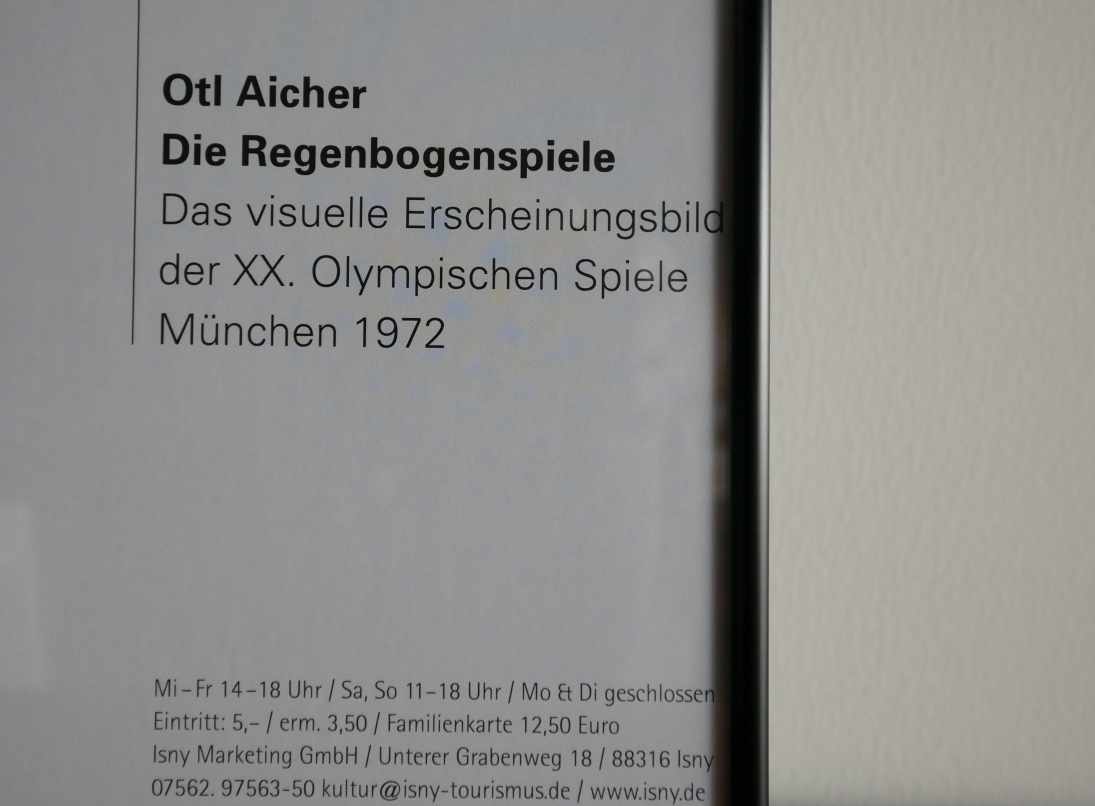 Otl Aicher
Die Regenbogenspiele
Das visuelle Erscheinungsbild
der XX. Olympischen Spiele
München 1972
Mi–Fr 14–18 Uhr / Sa, So 11–18 Uhr / Mo & Di geschlossen
Eintritt: 5,– / erm. 3,50 / Familienkarte 12,50 Euro
Isny Marketing GmbH / Unterer Grabenweg 18 / 88316 Isny
07562. 97563-50 kultur@isny-tourismus.de / www.isny.de